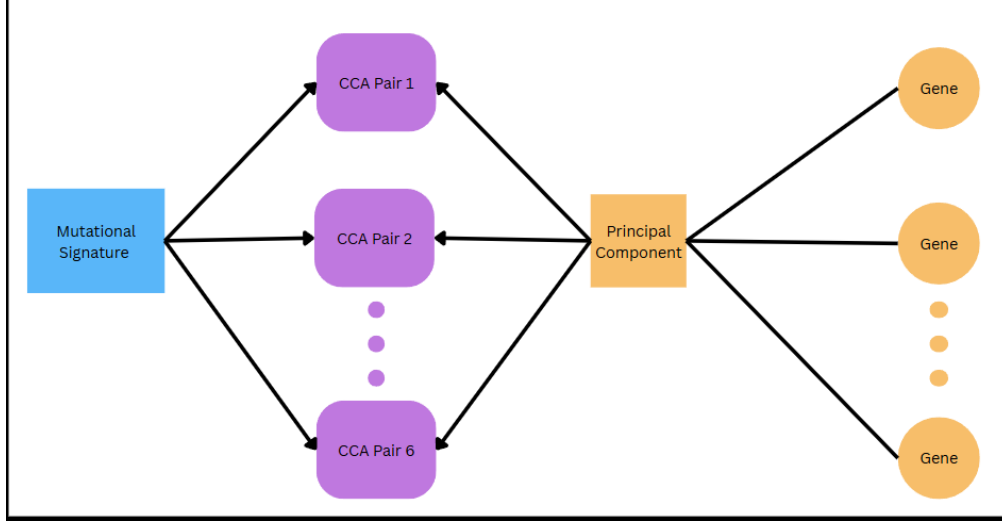 CCA Pair 1
Gene
Mutational
Signature
CCA Pair 2
Principal
Component
Gene
CCA Pair 6
Gene